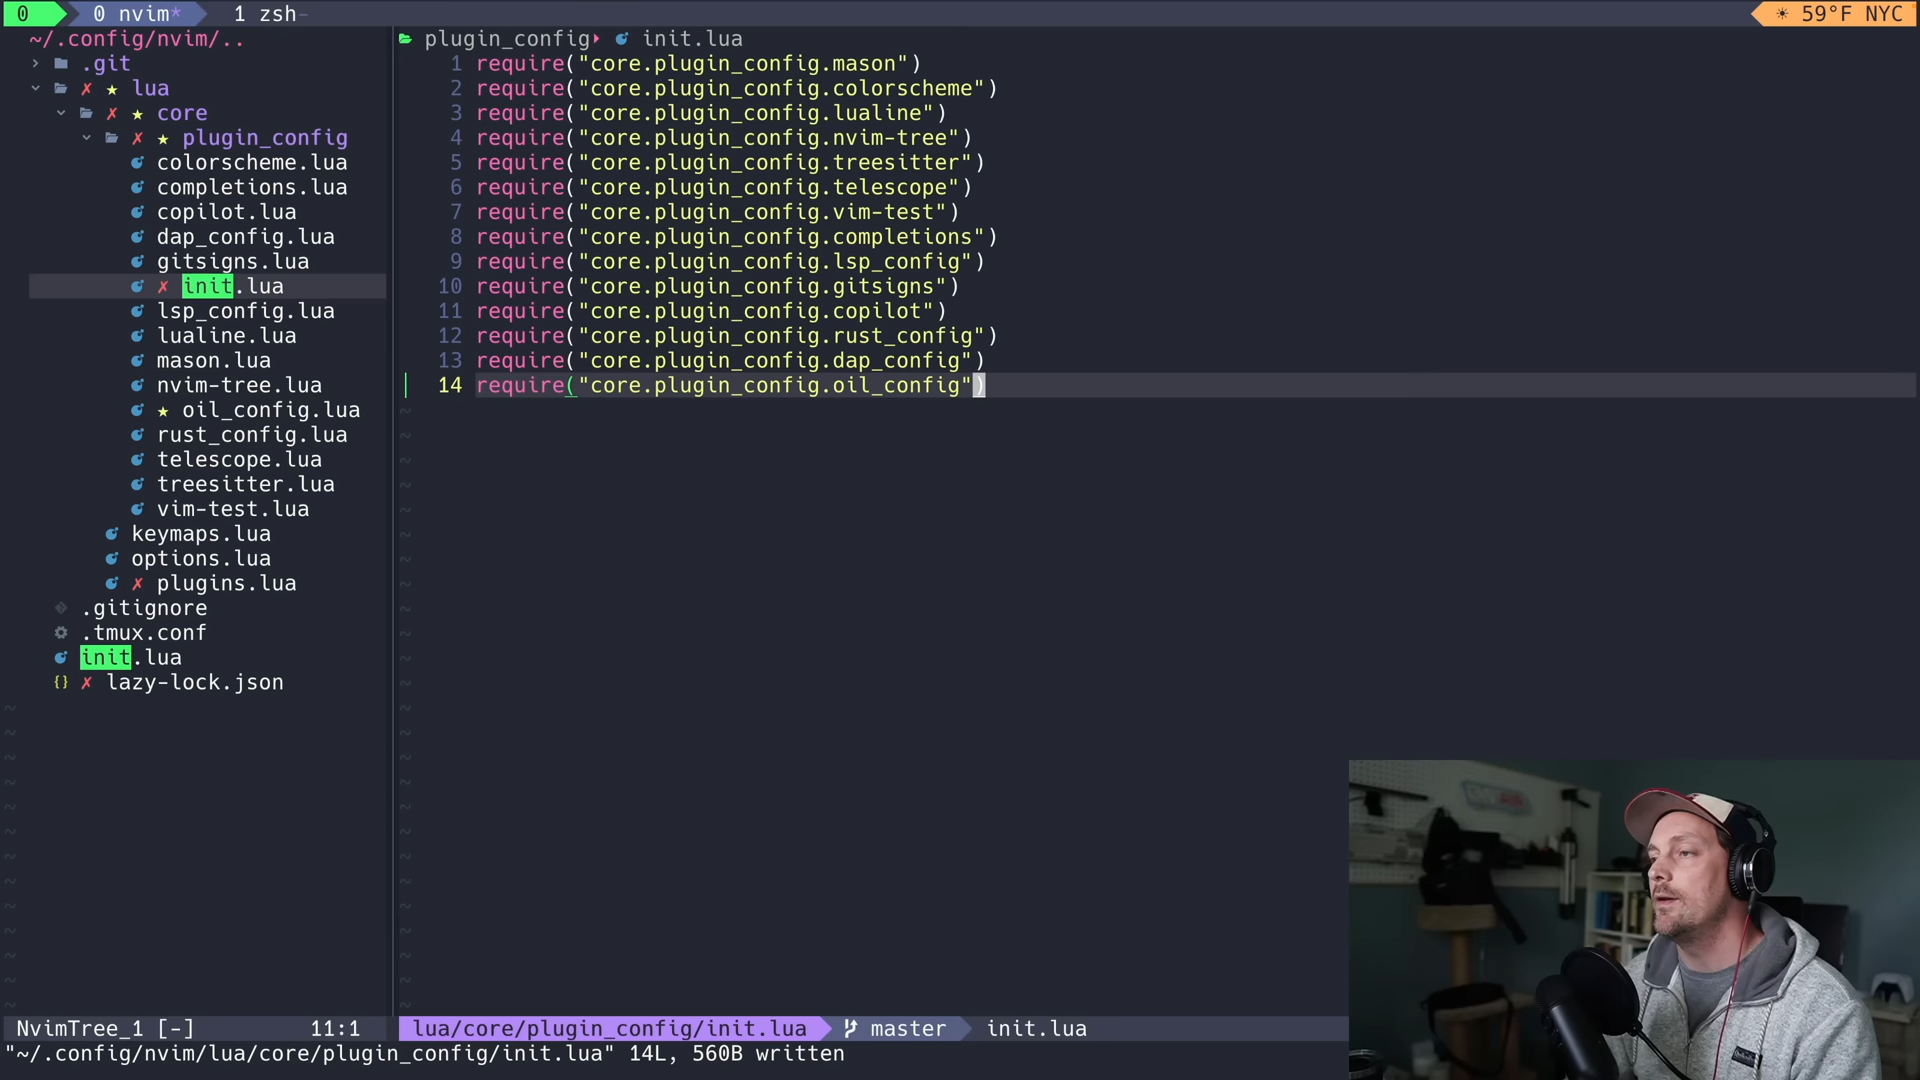 0 0 nvim* 1 zsh- 59°F NYC
~/.config/nvim/..
.git
lua
core
plugin_config
colorscheme.lua
completions.lua
copilot.lua
dap_config.lua
gitsigns.lua
init.lua
lsp_config.lua
lualine.lua
mason.lua
nvim-tree.lua
oil_config.lua
rust_config.lua
telescope.lua
treesitter.lua
vim-test.lua
keymaps.lua
options.lua
plugins.lua
.gitignore
.tmux.conf
init.lua
{} lazy-lock.json
NvimTree_1 [-] 11:1
plugin_config init.lua
1 require("core.plugin_config.mason")
2 require("core.plugin_config.colorscheme")
3 require("core.plugin_config.lualine")
4 require("core.plugin_config.nvim-tree")
5 require("core.plugin_config.treesitter")
6 require("core.plugin_config.telescope")
7 require("core.plugin_config.vim-test")
8 require("core.plugin_config.completions")
9 require("core.plugin_config.lsp_config")
10 require("core.plugin_config.gitsigns")
11 require("core.plugin_config.copilot")
12 require("core.plugin_config.rust_config")
13 require("core.plugin_config.dap_config")
14 require("core.plugin_config.oil_config")
lua/core/plugin_config/init.lua master init.lua
"~/.config/nvim/lua/core/plugin_config/init.lua" 14L, 560B written